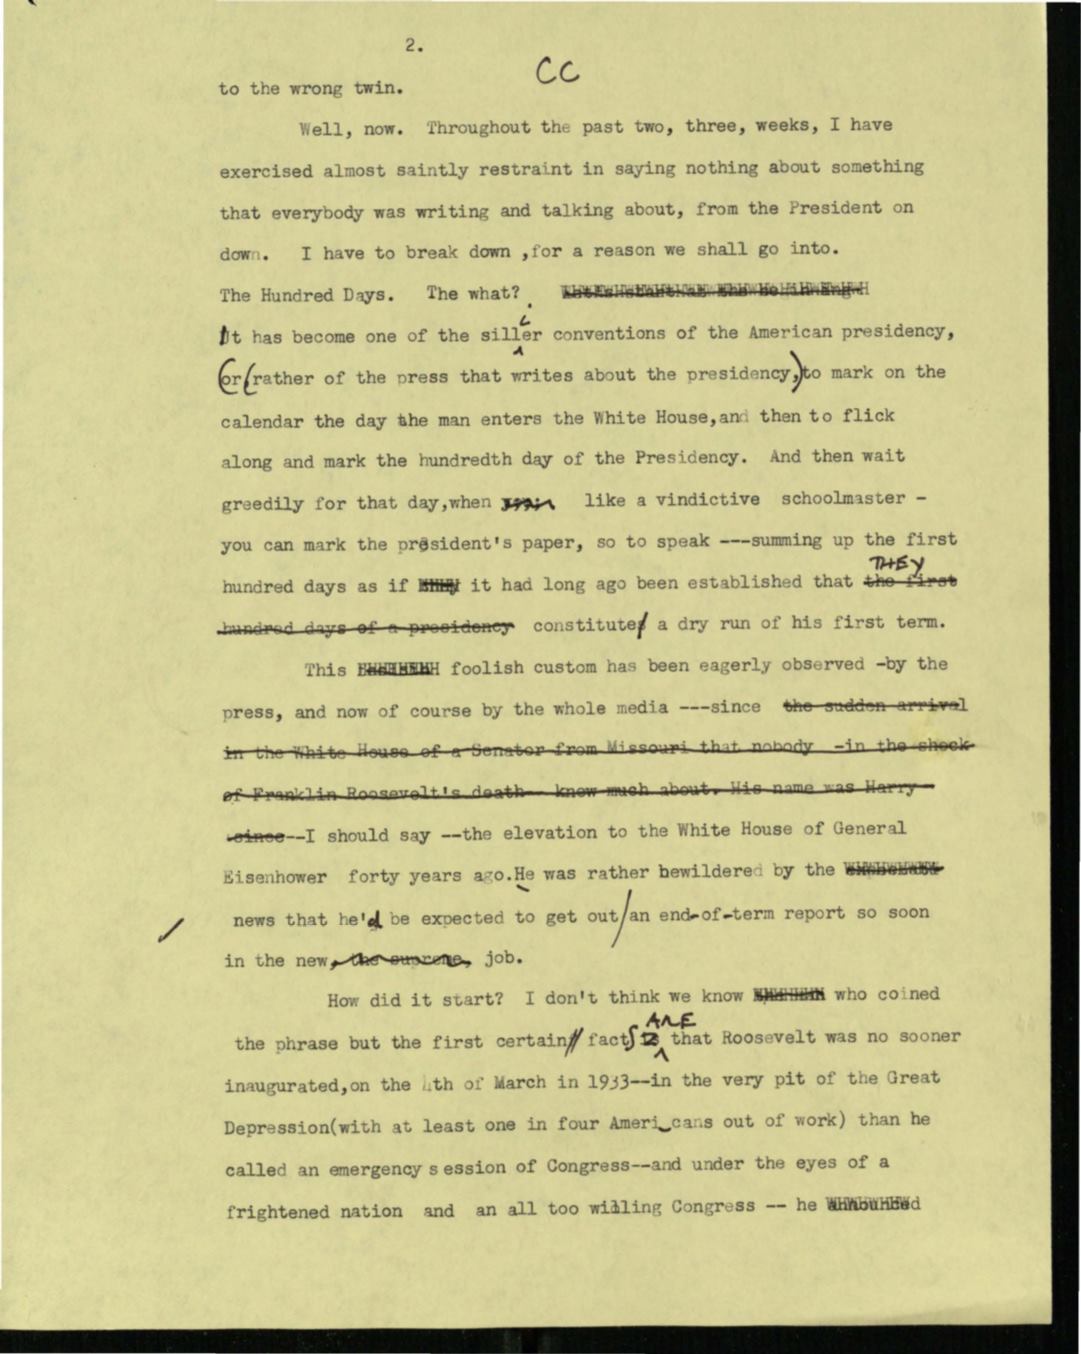 2.
CC
to the wrong twin.
Well, now. Throughout the past two, three, weeks, I have
exercised almost saintly restraint in saying nothing about something
that everybody was writing and talking about, from the President on
down. I have to break down ,for a reason we shall go into.
The Hundred Days. The what?
It has become one of the sillier conventions of the American presidency,
(or (rather of the press that writes about the presidency,) to mark on the
calendar the day the man enters the White House,and then to flick
along and mark the hundredth day of the Presidency. And then wait
greedily for that day,when like a vindictive schoolmaster -
you can mark the president's paper, so to speak ---summing up the first
THEY
hundred days as if it had long ago been established that the first
hundred days of a presidency constitute a dry run of his first term.
This foolish custom has been eagerly observed -by the
press, and now of course by the whole media ---since the sudden arrival
in the White House of a Senator from Missouri that nobody -in the shock
of Franklin Roosevelt's death- knew much about. His name was Harry
since--I should say --the elevation to the White House of General
Eisenhower forty years ago.He was rather bewildered by the
news that he'd be expected to get out/an end-of-term report so soon
in the new, the supreme, job.
How did it start? I don't think we know who coined
ARE
the phrase but the first certain facts is that Roosevelt was no sooner
inaugurated,on the 4th of March in 1933--in the very pit of the Great
Depression(with at least one in four Ameri cans out of work) than he
called an emergency s ession of Congress--and under the eyes of a
frightened nation and an all too willing Congress -- he announced